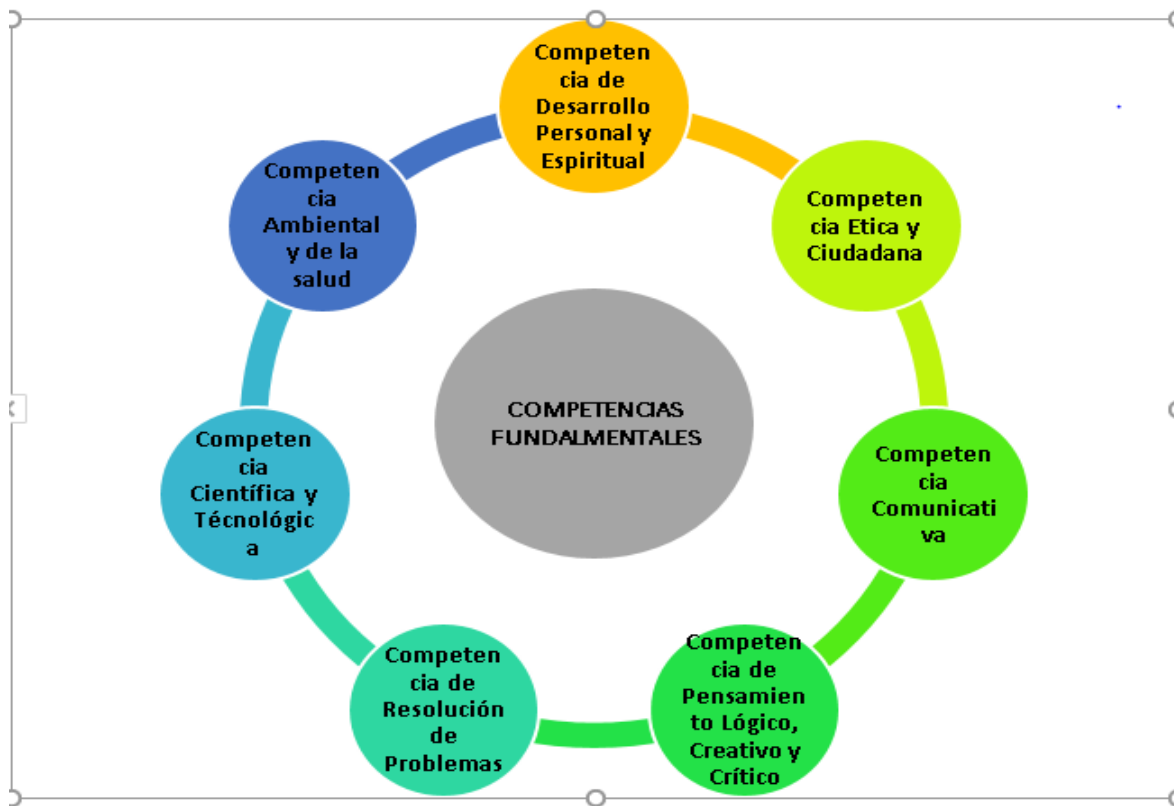 Competen
cia de
Desarrollo
Personal y
Espiritual
Competen
cia Etica y
Ciudadana
Competen
cia
Comunicati
va
Competen
cia de
Pensamien
to Lógico,
Creativo y
Crítico
Competen
cia de
Resolución
de
Problemas
Competen
cia
Científica y
Técnológic
a
Competen
cia
Ambiental
y de la
salud
COMPETENCIAS
FUNDALMENTALES